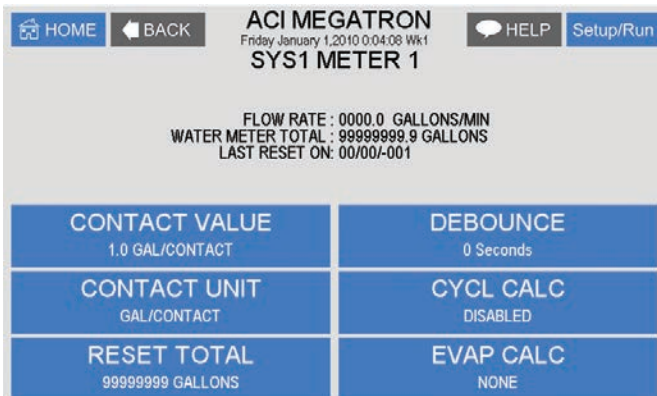 HOME
BACK
ACI MEGATRON
Friday January 1,2010 0:04:08 Wk1
SYS1 METER 1
HELP
Setup/Run
FLOW RATE : 0000.0 GALLONS/MIN
WATER METER TOTAL : 99999999.9 GALLONS
LAST RESET ON: 00/00/-001
CONTACT VALUE
1.0 GAL/CONTACT
DEBOUNCE
0 Seconds
CONTACT UNIT
GAL/CONTACT
CYCL CALC
DISABLED
RESET TOTAL
99999999 GALLONS
EVAP CALC
NONE